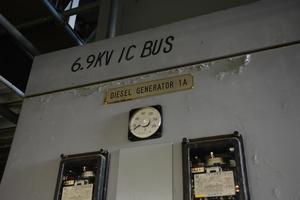 6.9KV IC BUS
DIESEL GENERATOR 1A